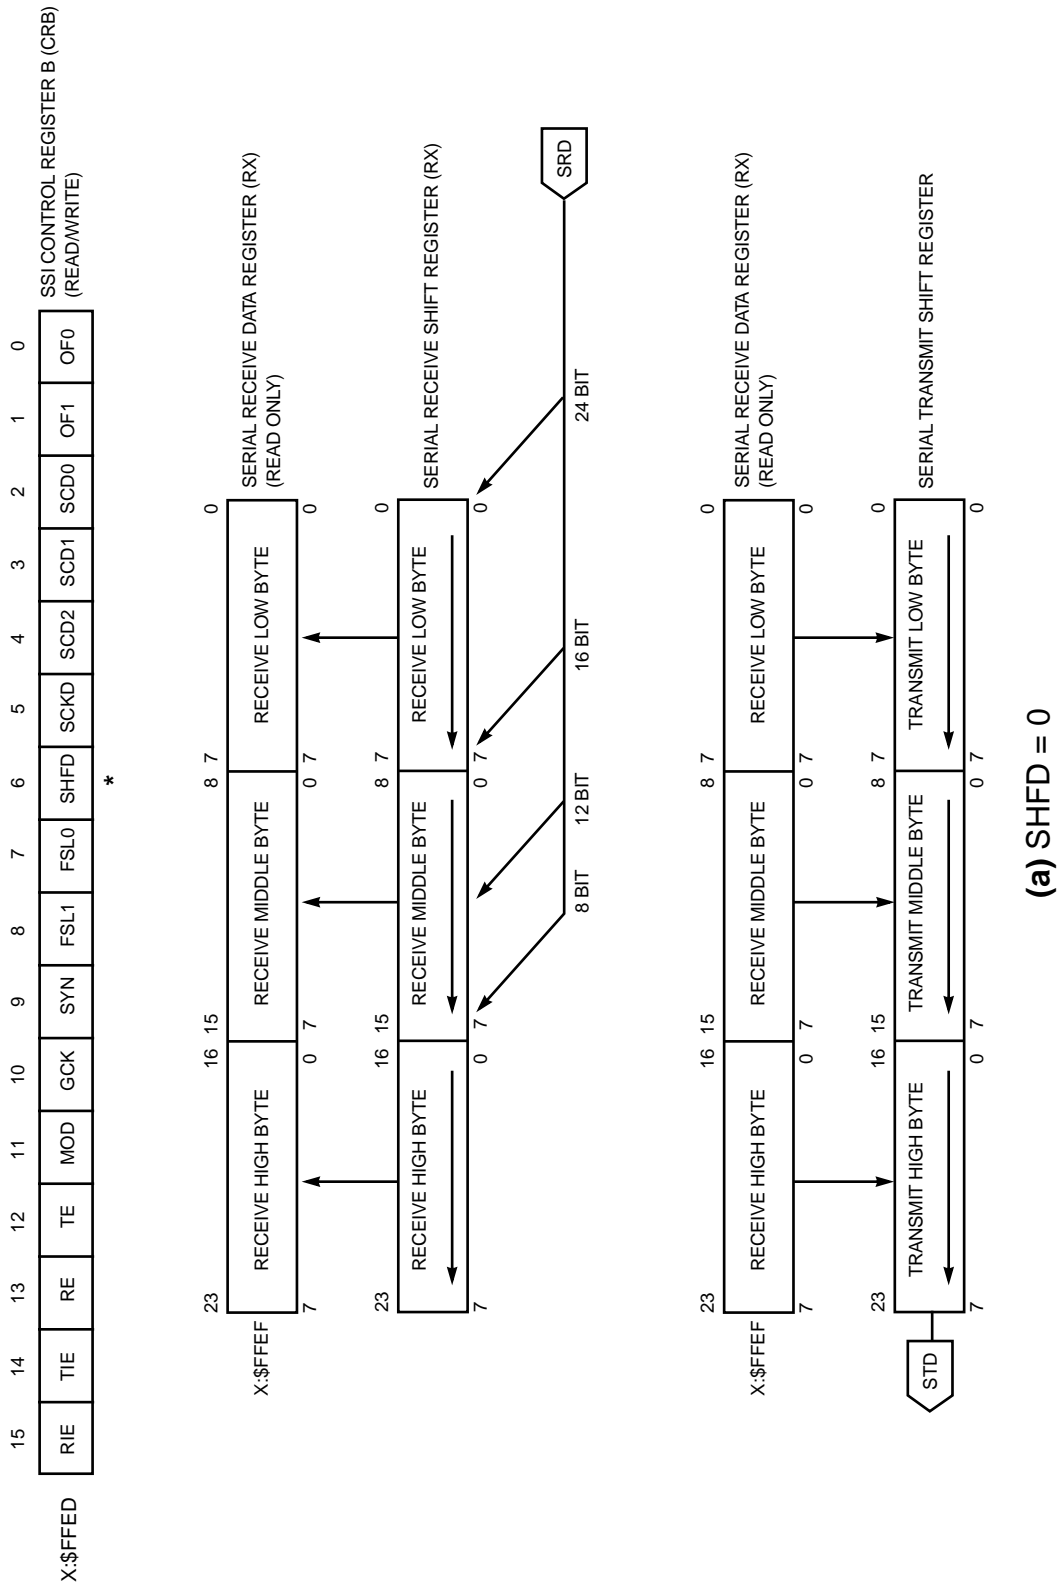 15 14 13 12 11 10 9 8 7 6 5 4 3 2 1 0
X:$FFED RIE TIE RE TE MOD GCK SYN FSL1 FSL0 SHFD SCKD SCD2 SCD1 SCD0 OF1 OF0
SSI CONTROL REGISTER B (CRB)
(READ/WRITE)
*
23 16 15 8 7 0
X:$FFEF RECEIVE HIGH BYTE RECEIVE MIDDLE BYTE RECEIVE LOW BYTE
SERIAL RECEIVE DATA REGISTER (RX)
(READ ONLY)
7 0 7 0 7 0
23 16 15 8 7 0
RECEIVE HIGH BYTE RECEIVE MIDDLE BYTE RECEIVE LOW BYTE
SERIAL RECEIVE SHIFT REGISTER (RX)
7 0 7 0 7 0
SRD
8 BIT 12 BIT 16 BIT 24 BIT
23 16 15 8 7 0
X:$FFEF RECEIVE HIGH BYTE RECEIVE MIDDLE BYTE RECEIVE LOW BYTE
SERIAL RECEIVE DATA REGISTER (RX)
(READ ONLY)
7 0 7 0 7 0
23 16 15 8 7 0
STD TRANSMIT HIGH BYTE TRANSMIT MIDDLE BYTE TRANSMIT LOW BYTE
SERIAL TRANSMIT SHIFT REGISTER
7 0 7 0 7 0
(a) SHFD = 0